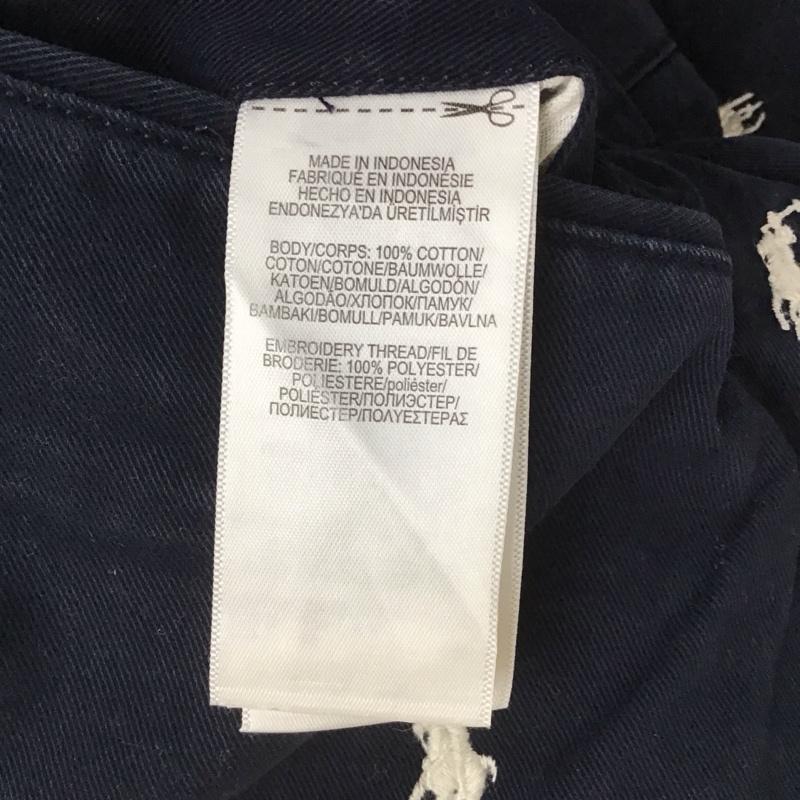 MADE IN INDONESIA
FABRIQUÉ EN INDONÉSIE
HECHO EN INDONESIA
ENDONEZYA'DA ÜRETİLMİŞTİR
BODY/CORPS: 100% COTTON/
COTON/COTONE/BAUMWOLLE/
KATOEN/BOMULD/ALGODÓN/
ALGODÃO/ХЛОПОК/ПАМУК/
BAMBAKI/BOMULL/PAMUK/BAVLNA
EMBROIDERY THREAD/FIL DE
BRODERIE: 100% POLYESTER/
POLIESTERE/poliéster/
POLIÉSTER/ПОЛИЭСТЕР/
ПОЛИЕСТЕР/ΠΟΛΥΕΣΤΕΡΑΣ